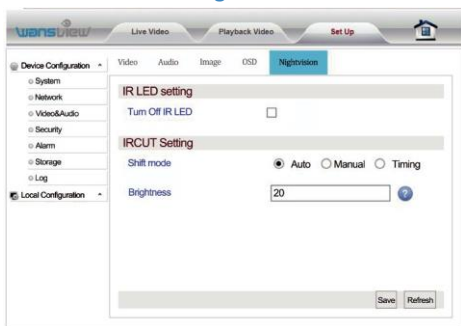 wansview
Live Video Playback Video Set Up
Device Configuration
System
Network
Video&Audio
Security
Alarm
Storage
Log
Local Configuration
Video Audio Image OSD Nightvision
IR LED setting
Turn Off IR LED
IRCUT Setting
Shift mode Auto Manual Timing
Brightness 20 ?
Save Refresh